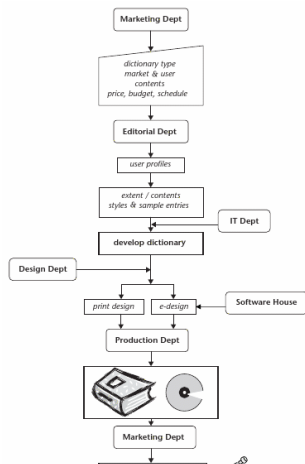 Marketing Dept
dictionary type
market & user
contents
price, budget, schedule
Editorial Dept
user profiles
extent / contents
styles & sample entries
IT Dept
develop dictionary
Design Dept
print design
e-design
Software House
Production Dept
Marketing Dept